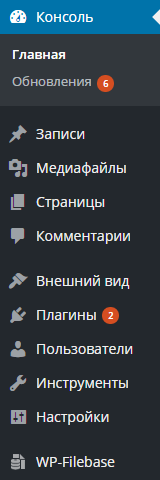 Консоль
Главная
Обновления 6
Записи
Медиафайлы
Страницы
Комментарии
Внешний вид
Плагины 2
Пользователи
Инструменты
Настройки
WP-Filebase